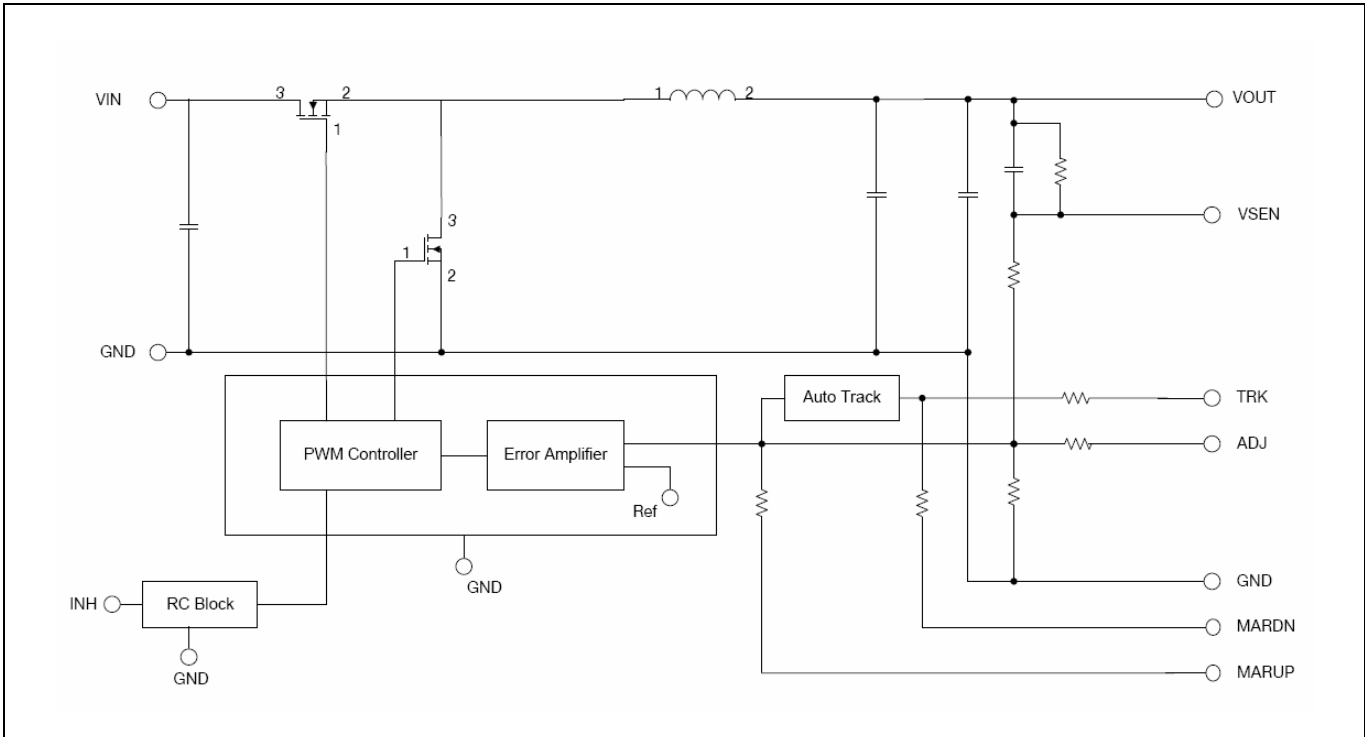 VIN
3
2
1
1
2
VOUT
VSEN
3
1
2
GND
Auto Track
TRK
PWM Controller
Error Amplifier
ADJ
Ref
GND
GND
INH
RC Block
MARDN
GND
MARUP